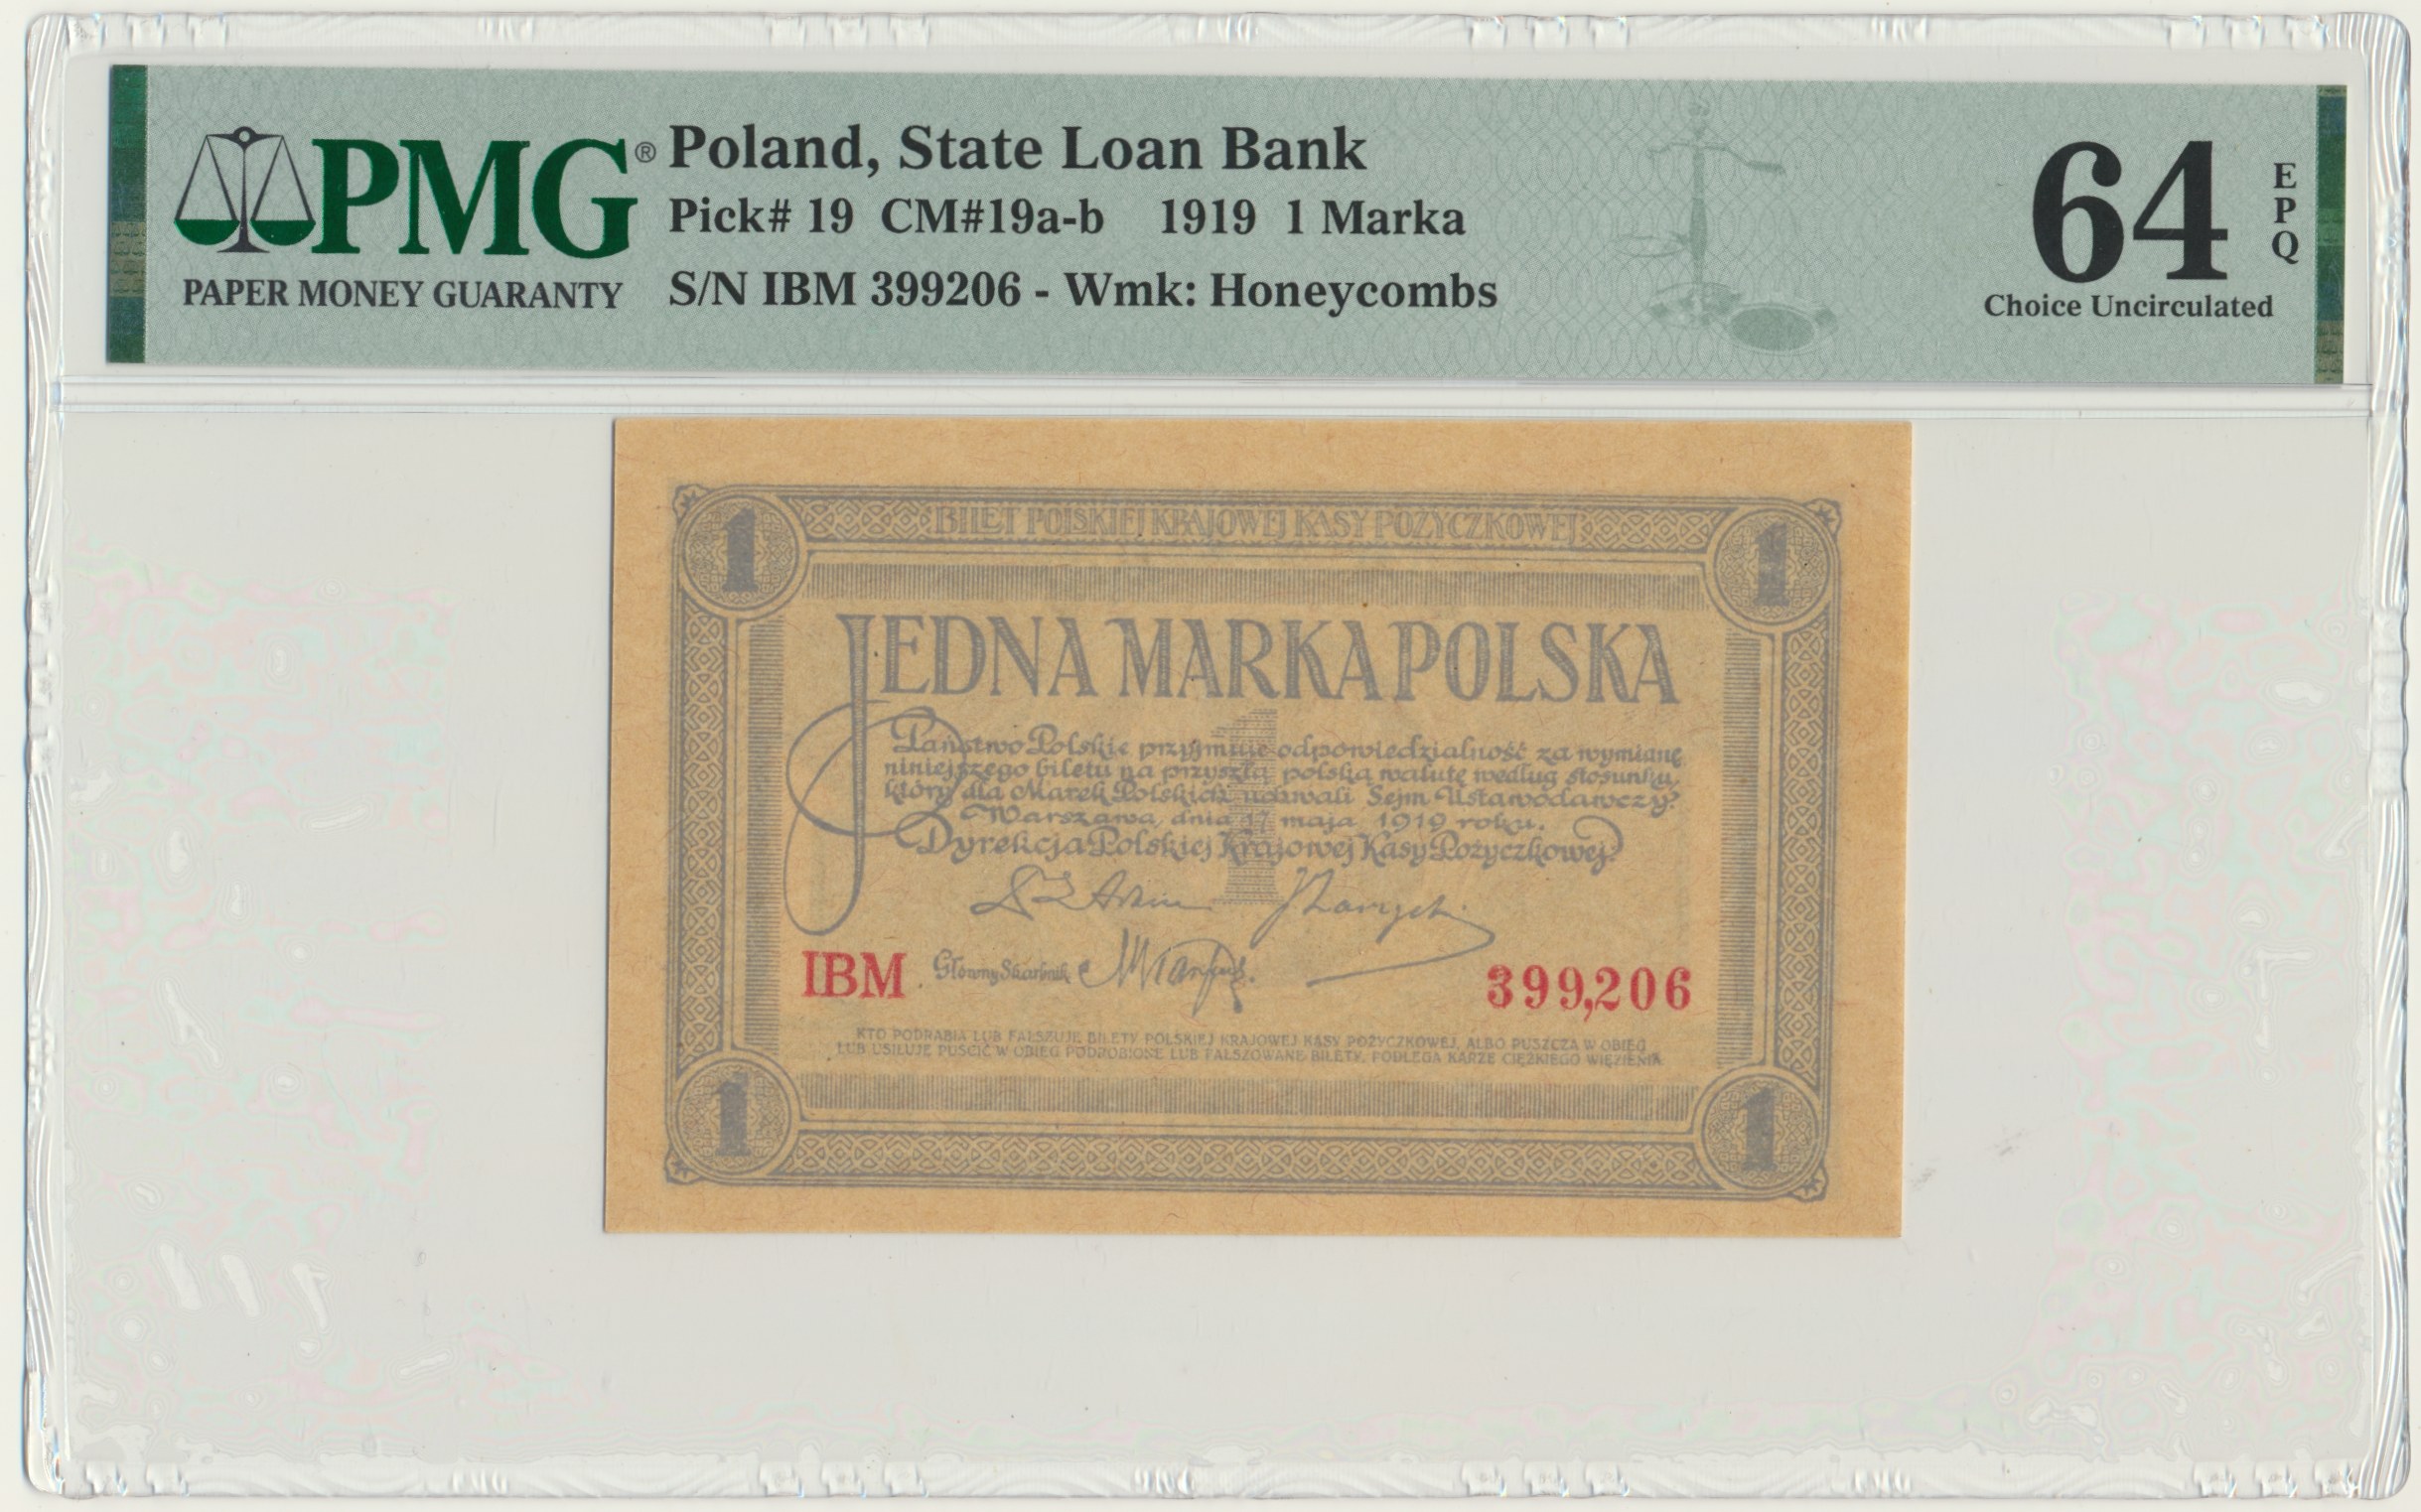 PMG®
PAPER MONEY GUARANTY
Poland, State Loan Bank
Pick# 19 CM#19a-b 1919 1 Marka
S/N IBM 399206 - Wmk: Honeycombs
64
EPQ
Choice Uncirculated
1
BILET POLSKIEJ KRAJOWEJ KASY POŻYCZKOWEJ
1
JEDNA MARKA POLSKA
1
Państwo Polskie przyjmuje odpowiedzialność za wymianę
niniejszego biletu na przyszłą polską walutę według stosunku,
który dla Marek Polskich uchwali Sejm Ustawodawczy.
Warszawa, dnia 17 maja 1919 roku.
Dyrekcja Polskiej Krajowej Kasy Pożyczkowej
IBM
Główny Skarbnik
399,206
KTO PODRABIA LUB FAŁSZUJE BILETY POLSKIEJ KRAJOWEJ KASY POŻYCZKOWEJ, ALBO PUSZCZA W OBIEG
LUB USIŁUJE PUŚCIĆ W OBIEG PODROBIONE LUB FAŁSZOWANE BILETY, PODLEGA KARZE CIĘŻKIEGO WIĘZIENIA
1
1